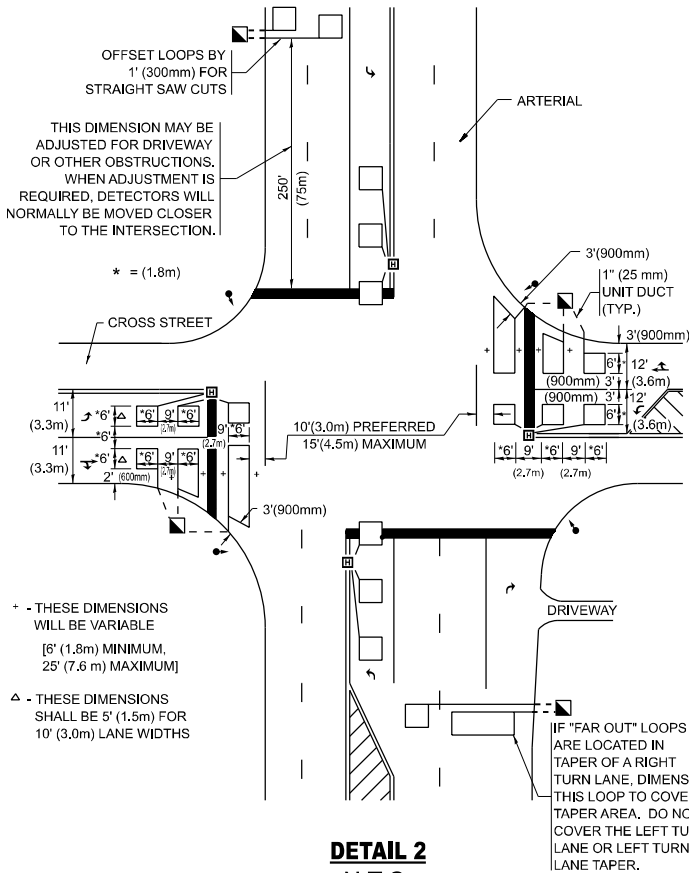 OFFSET LOOPS BY
1' (300mm) FOR
STRAIGHT SAW CUTS
ARTERIAL
THIS DIMENSION MAY BE
ADJUSTED FOR DRIVEWAY
OR OTHER OBSTRUCTIONS.
WHEN ADJUSTMENT IS
REQUIRED, DETECTORS WILL
NORMALLY BE MOVED CLOSER
TO THE INTERSECTION.
250'
(75m)
* = (1.8m)
H
3'(900mm)
1" (25 mm)
UNIT DUCT
(TYP.)
CROSS STREET
3'(900mm)
+ + + +
6'* 12'
(3.6m)
(900mm) 3'
(900mm) 3'
6'* 12'
(3.6m)
H
*6' 9' *6' 9' *6'
(2.7m) (2.7m)
H
11'
(3.3m)
*6' △ *6' 9' *6'
(2.7m)
9' *6'
(2.7m)
*6'
11'
(3.3m)
*6' △ *6' 9' *6'
(2.7m)
2' (600mm)
+ + + +
10'(3.0m) PREFERRED
15'(4.5m) MAXIMUM
3'(900mm)
H
DRIVEWAY
+ - THESE DIMENSIONS
WILL BE VARIABLE
[6' (1.8m) MINIMUM,
25' (7.6 m) MAXIMUM]
△ - THESE DIMENSIONS
SHALL BE 5' (1.5m) FOR
10' (3.0m) LANE WIDTHS
IF "FAR OUT" LOOPS
ARE LOCATED IN
TAPER OF A RIGHT
TURN LANE, DIMENS
THIS LOOP TO COVE
TAPER AREA. DO NO
COVER THE LEFT TU
LANE OR LEFT TURN
LANE TAPER.
DETAIL 2